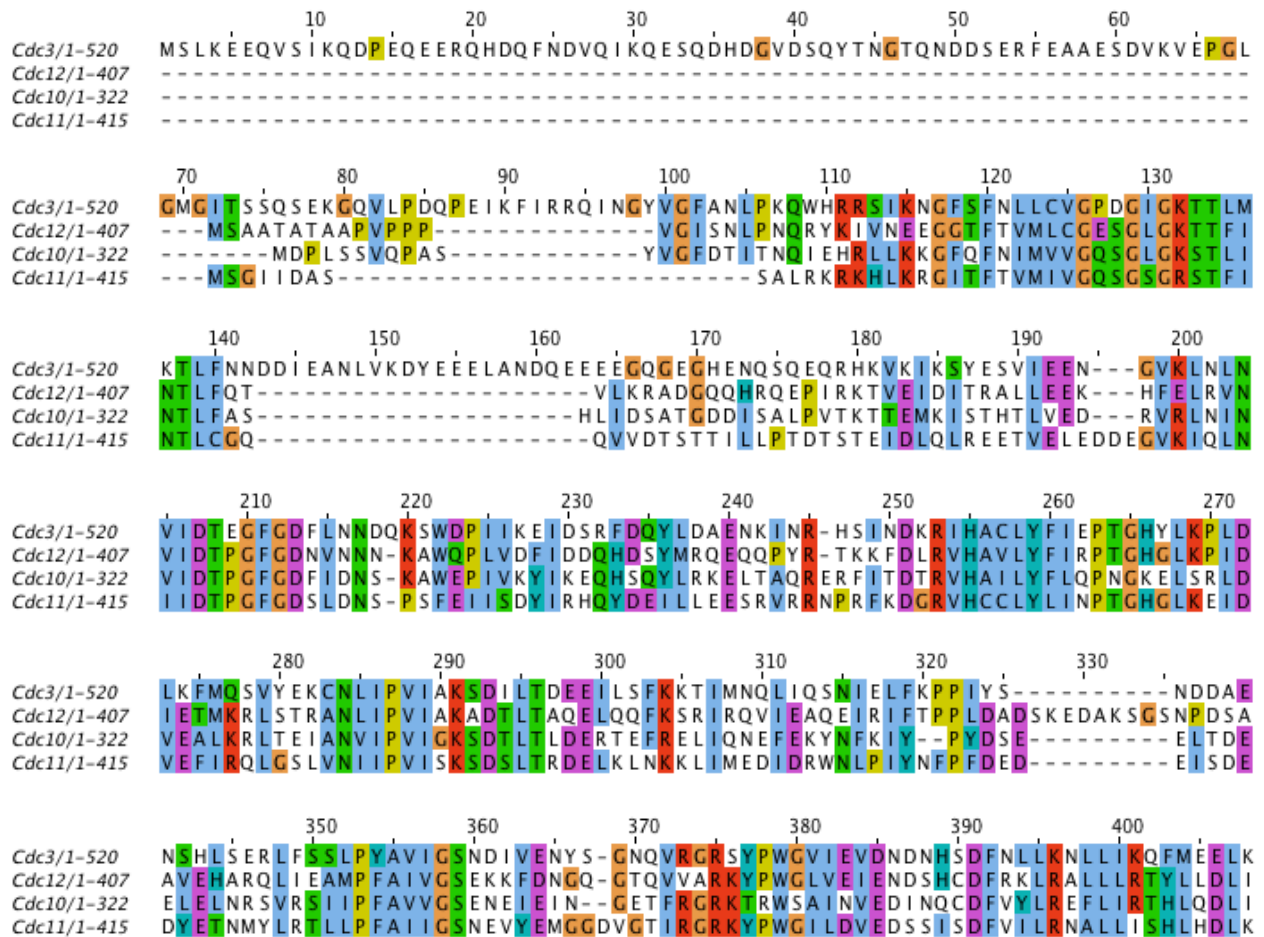 10 20 30 40 50 60
Cdc3/1-520 MSLKEEQVSIKQDPEQEERQHDQFNDVQIKQESQDHDGVDSQYTNGTQNDDSERFEAAESDVKVEPGL
Cdc12/1-407 --------------------------------------------------------------------
Cdc10/1-322 --------------------------------------------------------------------
Cdc11/1-415 --------------------------------------------------------------------
70 80 90 100 110 120 130
Cdc3/1-520 GMGITSSQSEKGQVLPDQPEIKFIRRQINGYVGFANLPKQWHRRSIKNGFSFNLLCVGPDGIGKTTLM
Cdc12/1-407 ---MSAATATAAPVPPP--------------VGISNLPNQRYKIVNEEGGTFTVMLCGESGLGKTTFI
Cdc10/1-322 -------MDPLSSVQPAS------------YVGFDTITNQIEHRLLKKGFQFNIMVVGQSGLGKSTLI
Cdc11/1-415 ---MSGIIDAS--------------------------SALRKRKHLKRGITFTVMIVGQSGSGRSTFI
140 150 160 170 180 190 200
Cdc3/1-520 KTLFNNDDIEANLVKDYEEELANDQEEEEGQGEGHENQSQEQRHKVKIKSYESVIEEN---GVKLNLN
Cdc12/1-407 NTLFQT---------------------VLKRADGQQHRQEPIRKTVEIDITRALLEEK---HFELRVN
Cdc10/1-322 NTLFAS--------------------HLIDSATGDDISALPVTKTTEMKISTHTLVED---RVRLNIN
Cdc11/1-415 NTLCGQ---------------------QVVDTSTTILLPTDTSTEIDLQLREETVELEDDEGVKIQLN
210 220 230 240 250 260 270
Cdc3/1-520 VIDTEGFGDFLNNDQKSWDPIIKEIDSRFDQYLDAENKINR-HSINDKRIHACLYFIEPTGHYLKPLD
Cdc12/1-407 VIDTPGFGDNVNNN-KAWQPLVDFIDDQHDSYMRQEQQPYR-TKKFDLRVHAVLYFIRPTGHGLKPID
Cdc10/1-322 VIDTPGFGDFIDNS-KAWEPIVKYIKEQHSQYLRKELTAQRERFITDTRVHAILYFLQPNGKELSRLD
Cdc11/1-415 IIDTPGFGDSLDNS-PSFEIISDYIRHQYDEILLEESRVRRNPRFKDGRVHCCLYLINPTGHGLKEID
280 290 300 310 320 330
Cdc3/1-520 LKFMQSVYEKCNLIPVIAKSDILTDEEILSFKKTIMNQLIQSNIELFKPPIYS----------NDDAE
Cdc12/1-407 IETMKRLSTRANLIPVIAKADTLTAQELQQFKSRIRQVIEAQEIRIFTPPLDADSKEDAKSGSNPDSA
Cdc10/1-322 VEALKRLTEIANVIPVIGKSDTLTLDERTEFRELIQNEFEKYNFKIY--PYDSE---------ELTDE
Cdc11/1-415 VEFIRQLGSLVNIIPVISKSDSLTRDELKLNKKLIMEDIDRWNLPIYNFPFDED---------EISDE
350 360 370 380 390 400
Cdc3/1-520 NSHLSERLFSSLPYAVIGSNDIVENYS-GNQVRGRSYPWGVIEVDNDNHSDFNLLKNLLIKQFMEELK
Cdc12/1-407 AVEHARQLIEAMPFAIVGSEKKFDNGQ-GTQVVARKYPWGLVEIENDSHCDFRKLRALLLRTYLLDLI
Cdc10/1-322 ELELNRSVRSIIPFAVVGSENEIEIN--GETFRGRKTRWSAINVEDINQCDFVYLREFLIRTHLQDLI
Cdc11/1-415 DYETNMYLRTLLPFAIIGSNEVYEMGGDVGTIRGRKYPWGILDVEDSSISDFVILRNALLISHLHDLK